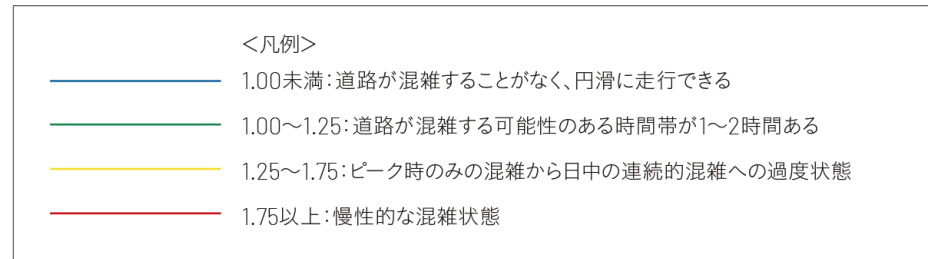 ＜凡例＞
1.00未満：道路が混雑することがなく、円滑に走行できる
1.00～1.25：道路が混雑する可能性のある時間帯が1～2時間ある
1.25～1.75：ピーク時のみの混雑から日中の連続的混雑への過度状態
1.75以上：慢性的な混雑状態